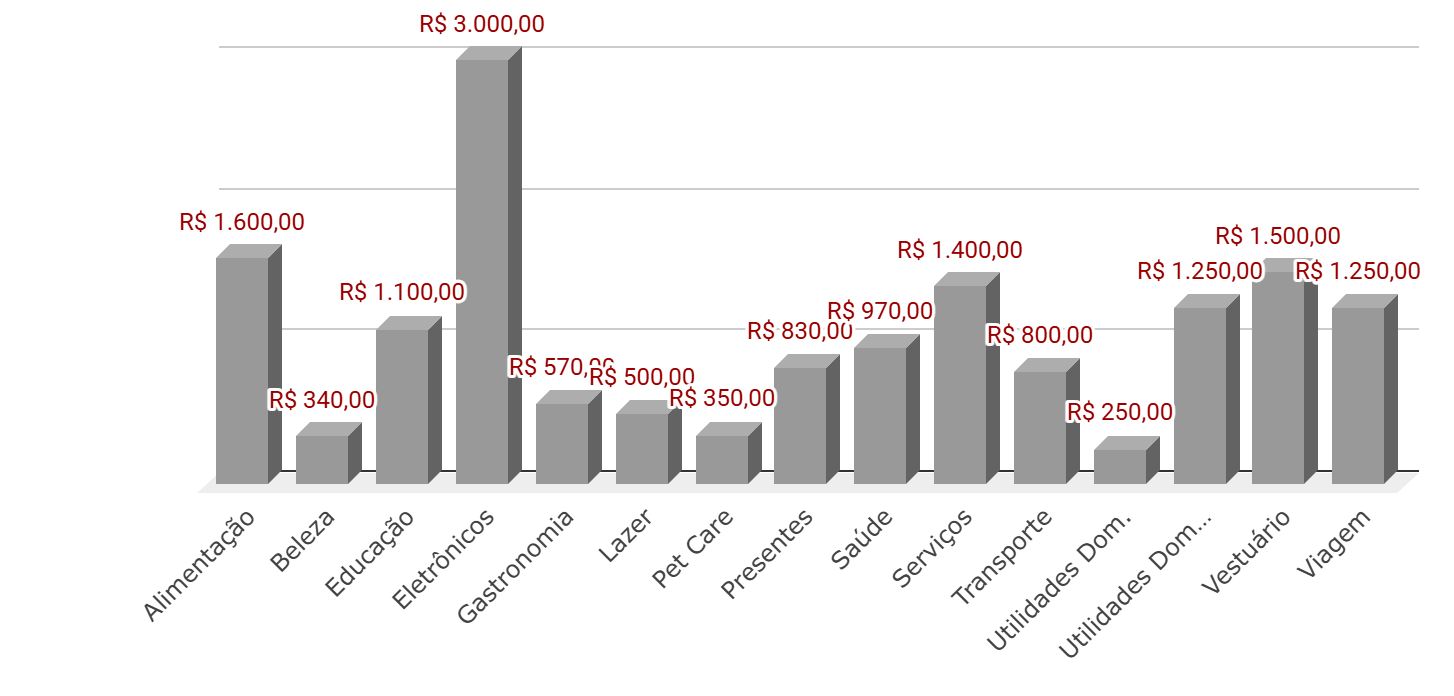 R$ 3.000,00
R$ 1.600,00
R$ 340,00
R$ 1.100,00
R$ 570,00
R$ 500,00
R$ 350,00
R$ 830,00
R$ 970,00
R$ 1.400,00
R$ 800,00
R$ 250,00
R$ 1.250,00
R$ 1.500,00
R$ 1.250,00
Alimentação
Beleza
Educação
Eletrônicos
Gastronomia
Lazer
Pet Care
Presentes
Saúde
Serviços
Transporte
Utilidades Dom.
Utilidades Dom...
Vestuário
Viagem